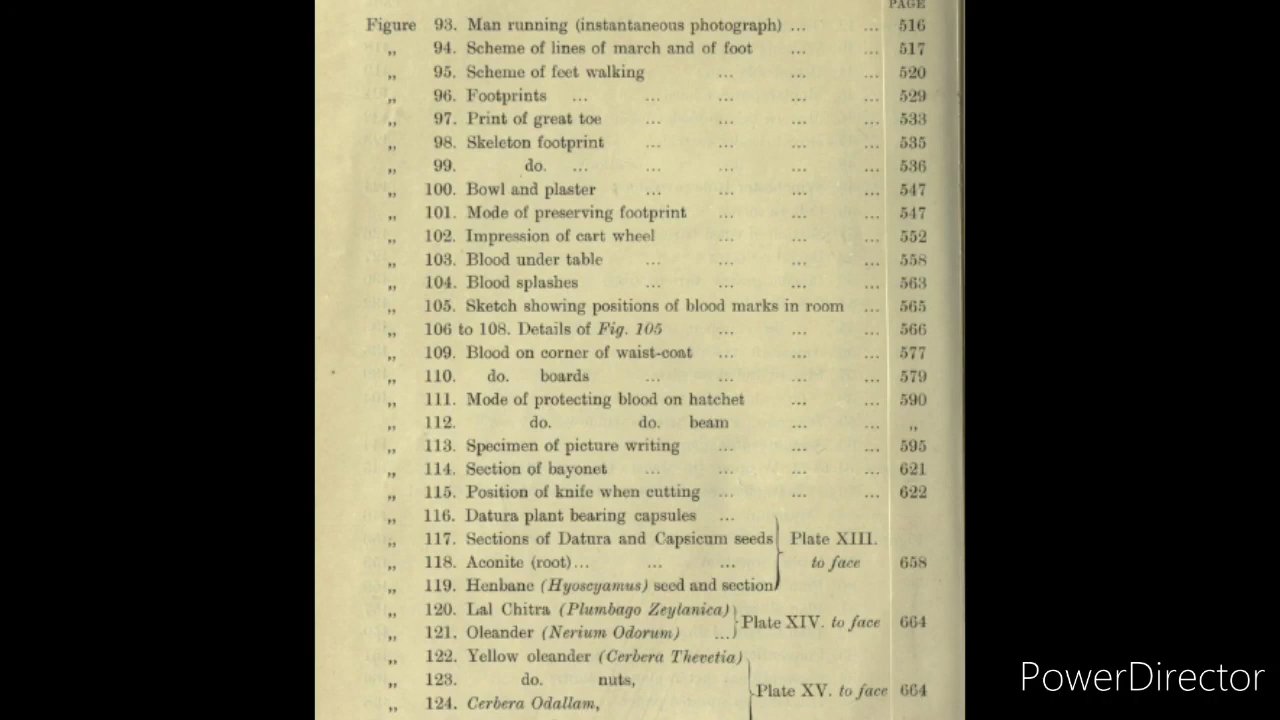 PAGE
Figure 93. Man running (instantaneous photograph) ... ... 516
„ 94. Scheme of lines of march and of foot ... ... 517
„ 95. Scheme of feet walking ... ... ... 520
„ 96. Footprints ... ... ... ... ... 529
„ 97. Print of great toe ... ... ... ... 533
„ 98. Skeleton footprint ... ... ... ... 535
„ 99. do. ... ... ... ... ... 536
„ 100. Bowl and plaster ... ... ... ... 547
„ 101. Mode of preserving footprint ... ... ... 547
„ 102. Impression of cart wheel ... ... ... 552
„ 103. Blood under table ... ... ... ... 558
„ 104. Blood splashes ... ... ... ... 563
„ 105. Sketch showing positions of blood marks in room ... 565
„ 106 to 108. Details of Fig. 105 ... ... ... 566
„ 109. Blood on corner of waist-coat ... ... ... 577
„ 110. do. boards ... ... ... ... 579
„ 111. Mode of protecting blood on hatchet ... ... 590
„ 112. do. do. beam ... ... „
„ 113. Specimen of picture writing ... ... ... 595
„ 114. Section of bayonet ... ... ... ... 621
„ 115. Position of knife when cutting ... ... ... 622
„ 116. Datura plant bearing capsules ...
„ 117. Sections of Datura and Capsicum seeds Plate XIII.
„ 118. Aconite (root)... ... ... to face 658
„ 119. Henbane (Hyoscyamus) seed and section
„ 120. Lal Chitra (Plumbago Zeylanica)
Plate XIV. to face 664
„ 121. Oleander (Nerium Odorum) ...
„ 122. Yellow oleander (Cerbera Thevetia)
„ 123. do. nuts,
Plate XV. to face 664
„ 124. Cerbera Odallam,
PowerDirector